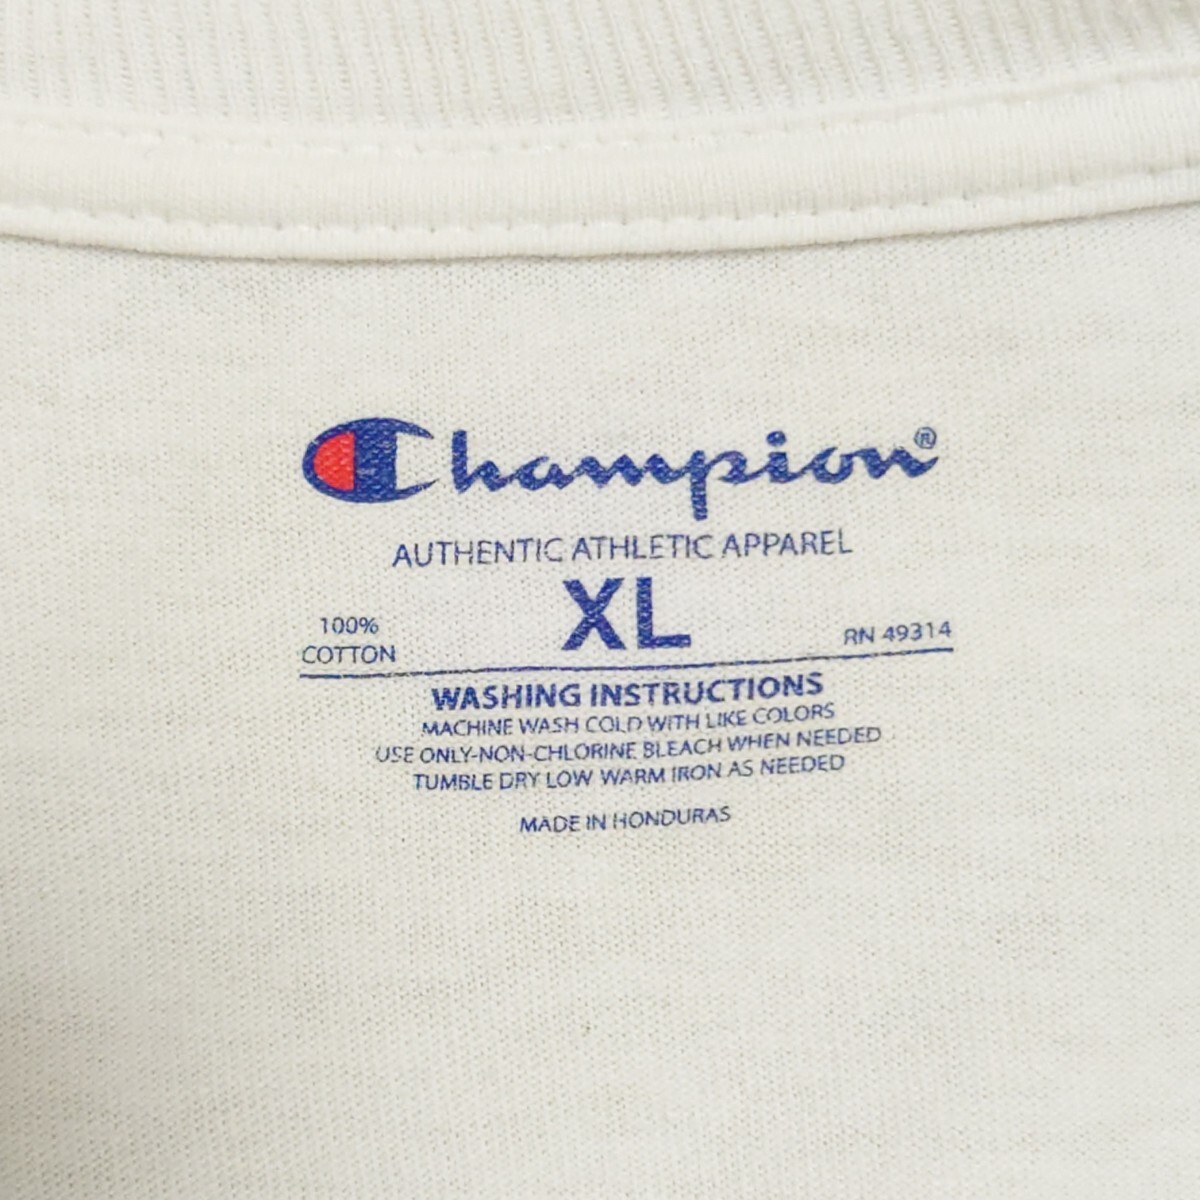 Champion®
AUTHENTIC ATHLETIC APPAREL
XL
100%
COTTON
RN 49314
WASHING INSTRUCTIONS
MACHINE WASH COLD WITH LIKE COLORS
USE ONLY-NON-CHLORINE BLEACH WHEN NEEDED
TUMBLE DRY LOW WARM IRON AS NEEDED
MADE IN HONDURAS